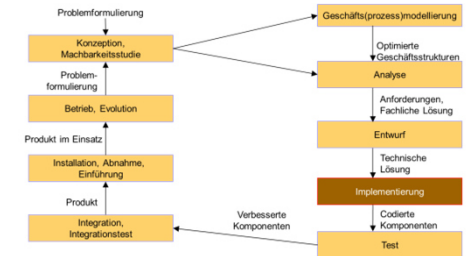 Problemformulierung
Konzeption,
Machbarkeitsstudie
Problem-
formulierung
Betrieb, Evolution
Produkt im Einsatz
Installation, Abnahme,
Einführung
Produkt
Integration,
Integrationstest
Verbesserte
Komponenten
Geschäfts(prozess)modellierung
Optimierte
Geschäftsstrukturen
Analyse
Anforderungen,
Fachliche Lösung
Entwurf
Technische
Lösung
Implementierung
Codierte
Komponenten
Test